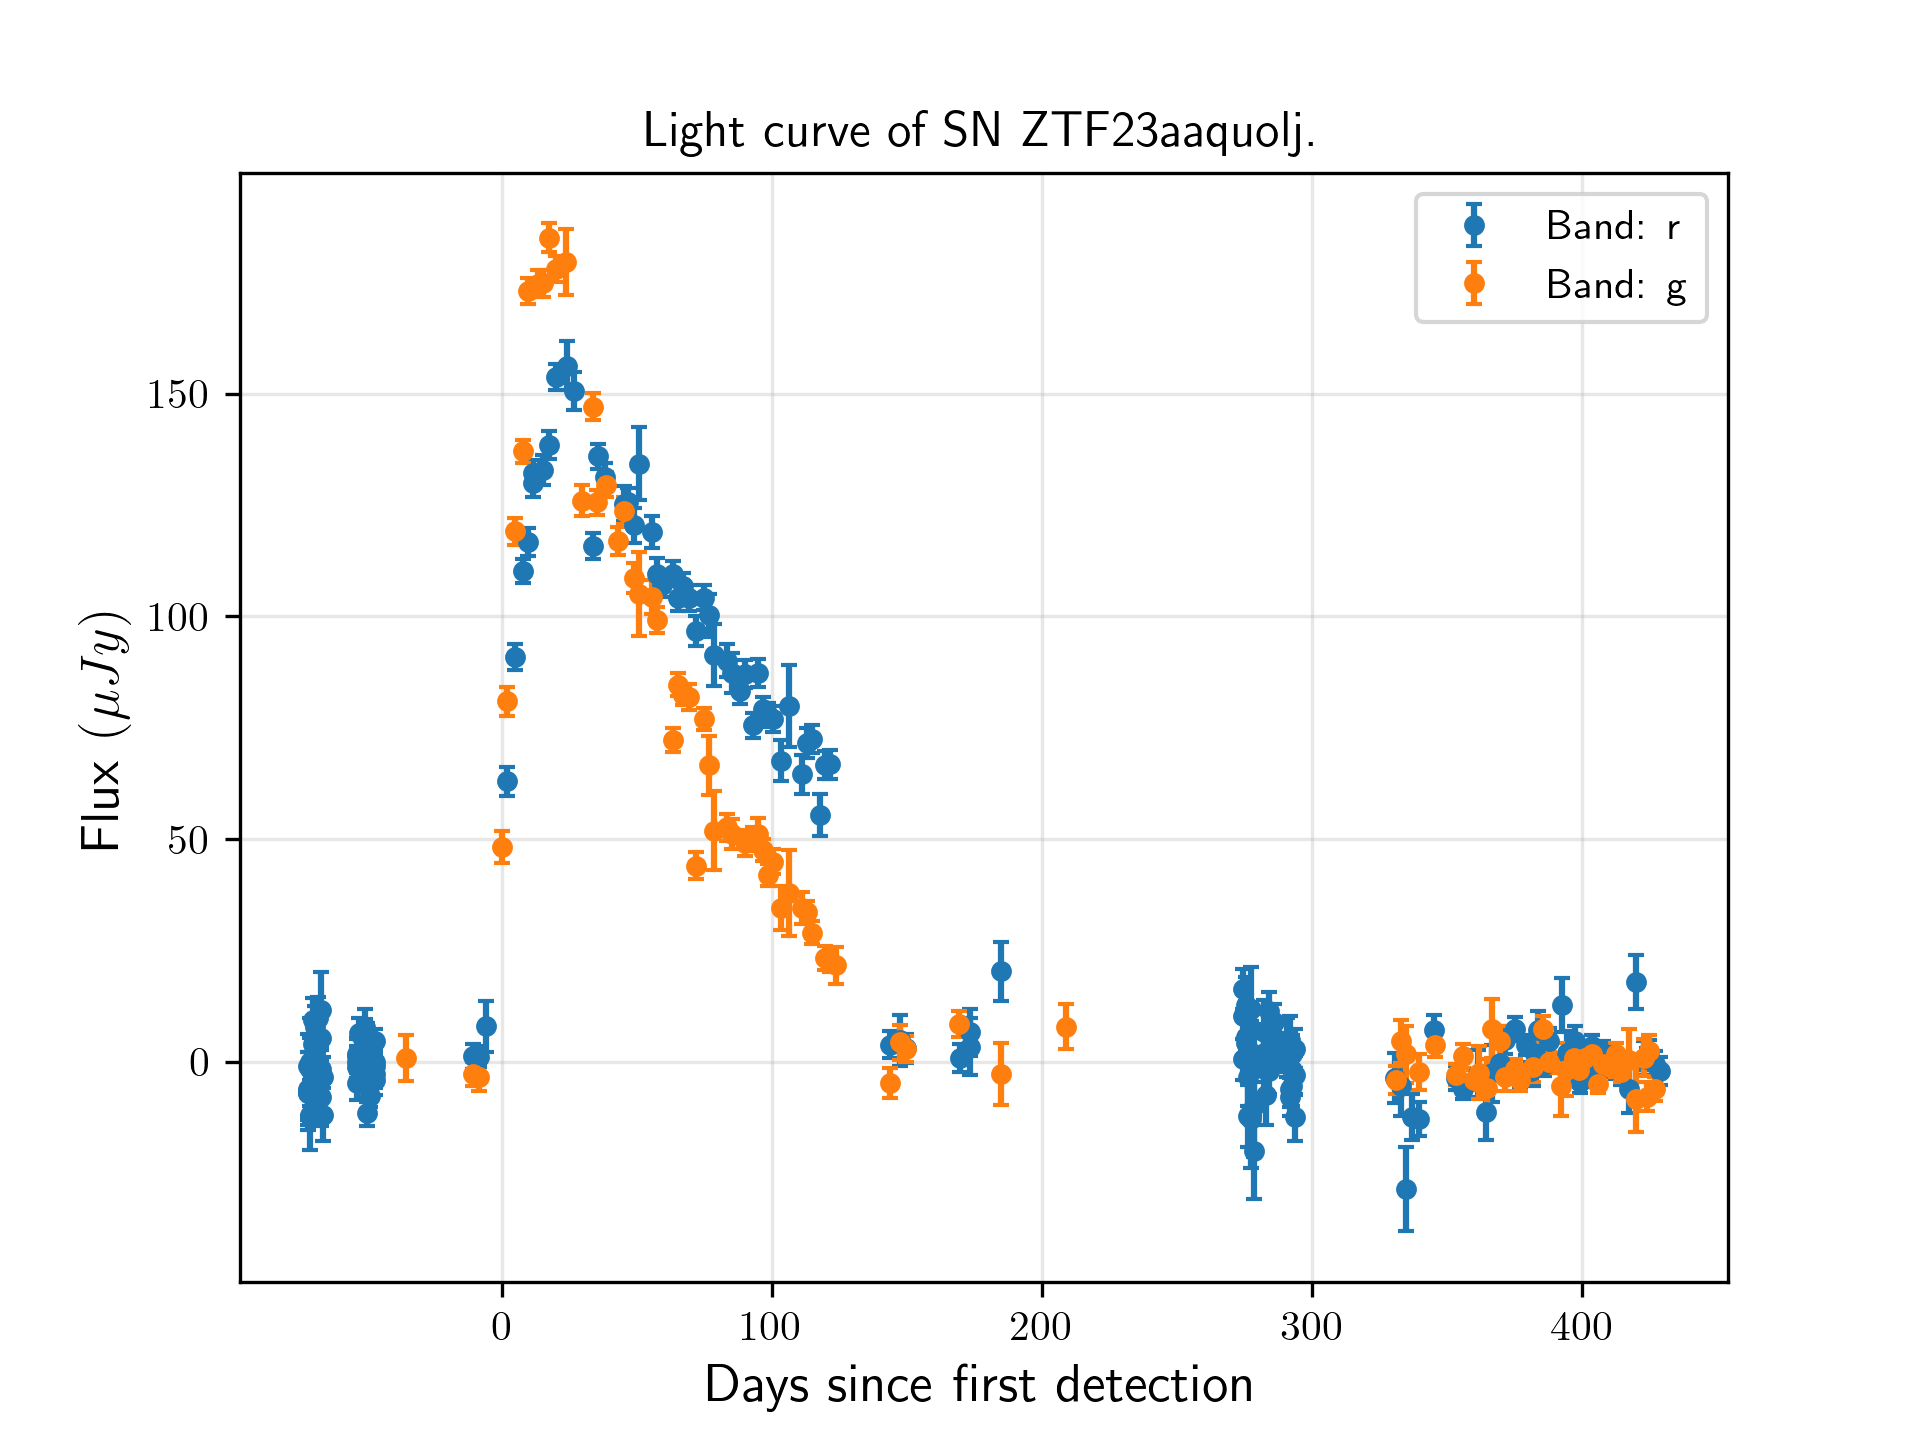 Light curve of SN ZTF23aaquolj.
Band: r
Band: g
150
100
50
0
Flux (μJy)
0 100 200 300 400
Days since first detection